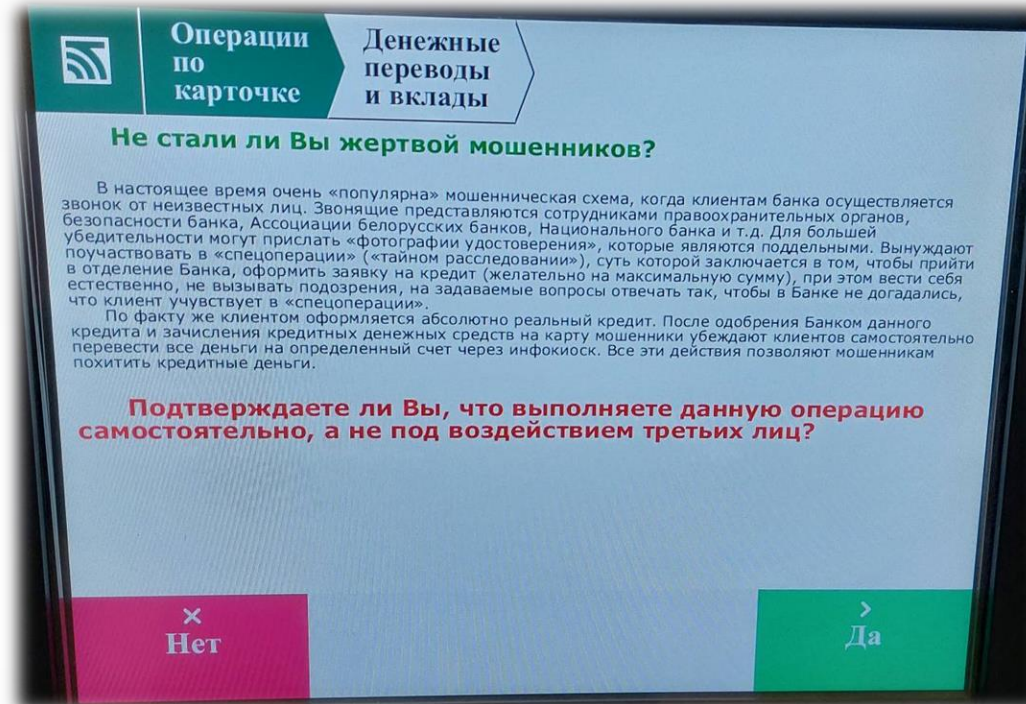 Операции
по
карточке
Денежные
переводы
и вклады
Не стали ли Вы жертвой мошенников?
В настоящее время очень «популярна» мошенническая схема, когда клиентам банка осуществляется
звонок от неизвестных лиц. Звонящие представляются сотрудниками правоохранительных органов,
безопасности банка, Ассоциации белорусских банков, Национального банка и т.д. Для большей
убедительности могут прислать «фотографии удостоверения», которые являются поддельными. Вынуждают
поучаствовать в «спецоперации» («тайном расследовании»), суть которой заключается в том, чтобы прийти
в отделение Банка, оформить заявку на кредит (желательно на максимальную сумму), при этом вести себя
естественно, не вызывать подозрения, на задаваемые вопросы отвечать так, чтобы в Банке не догадались,
что клиент учувствует в «спецоперации».
По факту же клиентом оформляется абсолютно реальный кредит. После одобрения Банком данного
кредита и зачисления кредитных денежных средств на карту мошенники убеждают клиентов самостоятельно
перевести все деньги на определенный счет через инфокиоск. Все эти действия позволяют мошенникам
похитить кредитные деньги.
Подтверждаете ли Вы, что выполняете данную операцию
самостоятельно, а не под воздействием третьих лиц?
Нет
Да